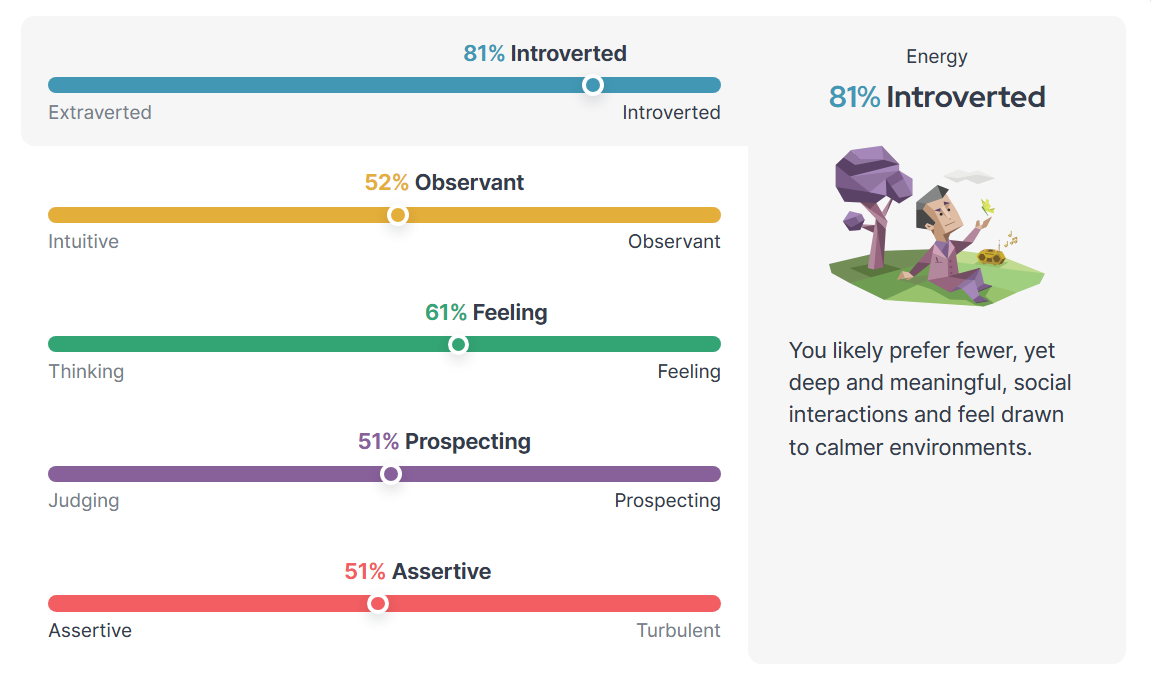 81% Introverted
Extraverted
Introverted
52% Observant
Intuitive
Observant
61% Feeling
Thinking
Feeling
51% Prospecting
Judging
Prospecting
51% Assertive
Assertive
Turbulent
Energy
81% Introverted
You likely prefer fewer, yet
deep and meaningful, social
interactions and feel drawn
to calmer environments.